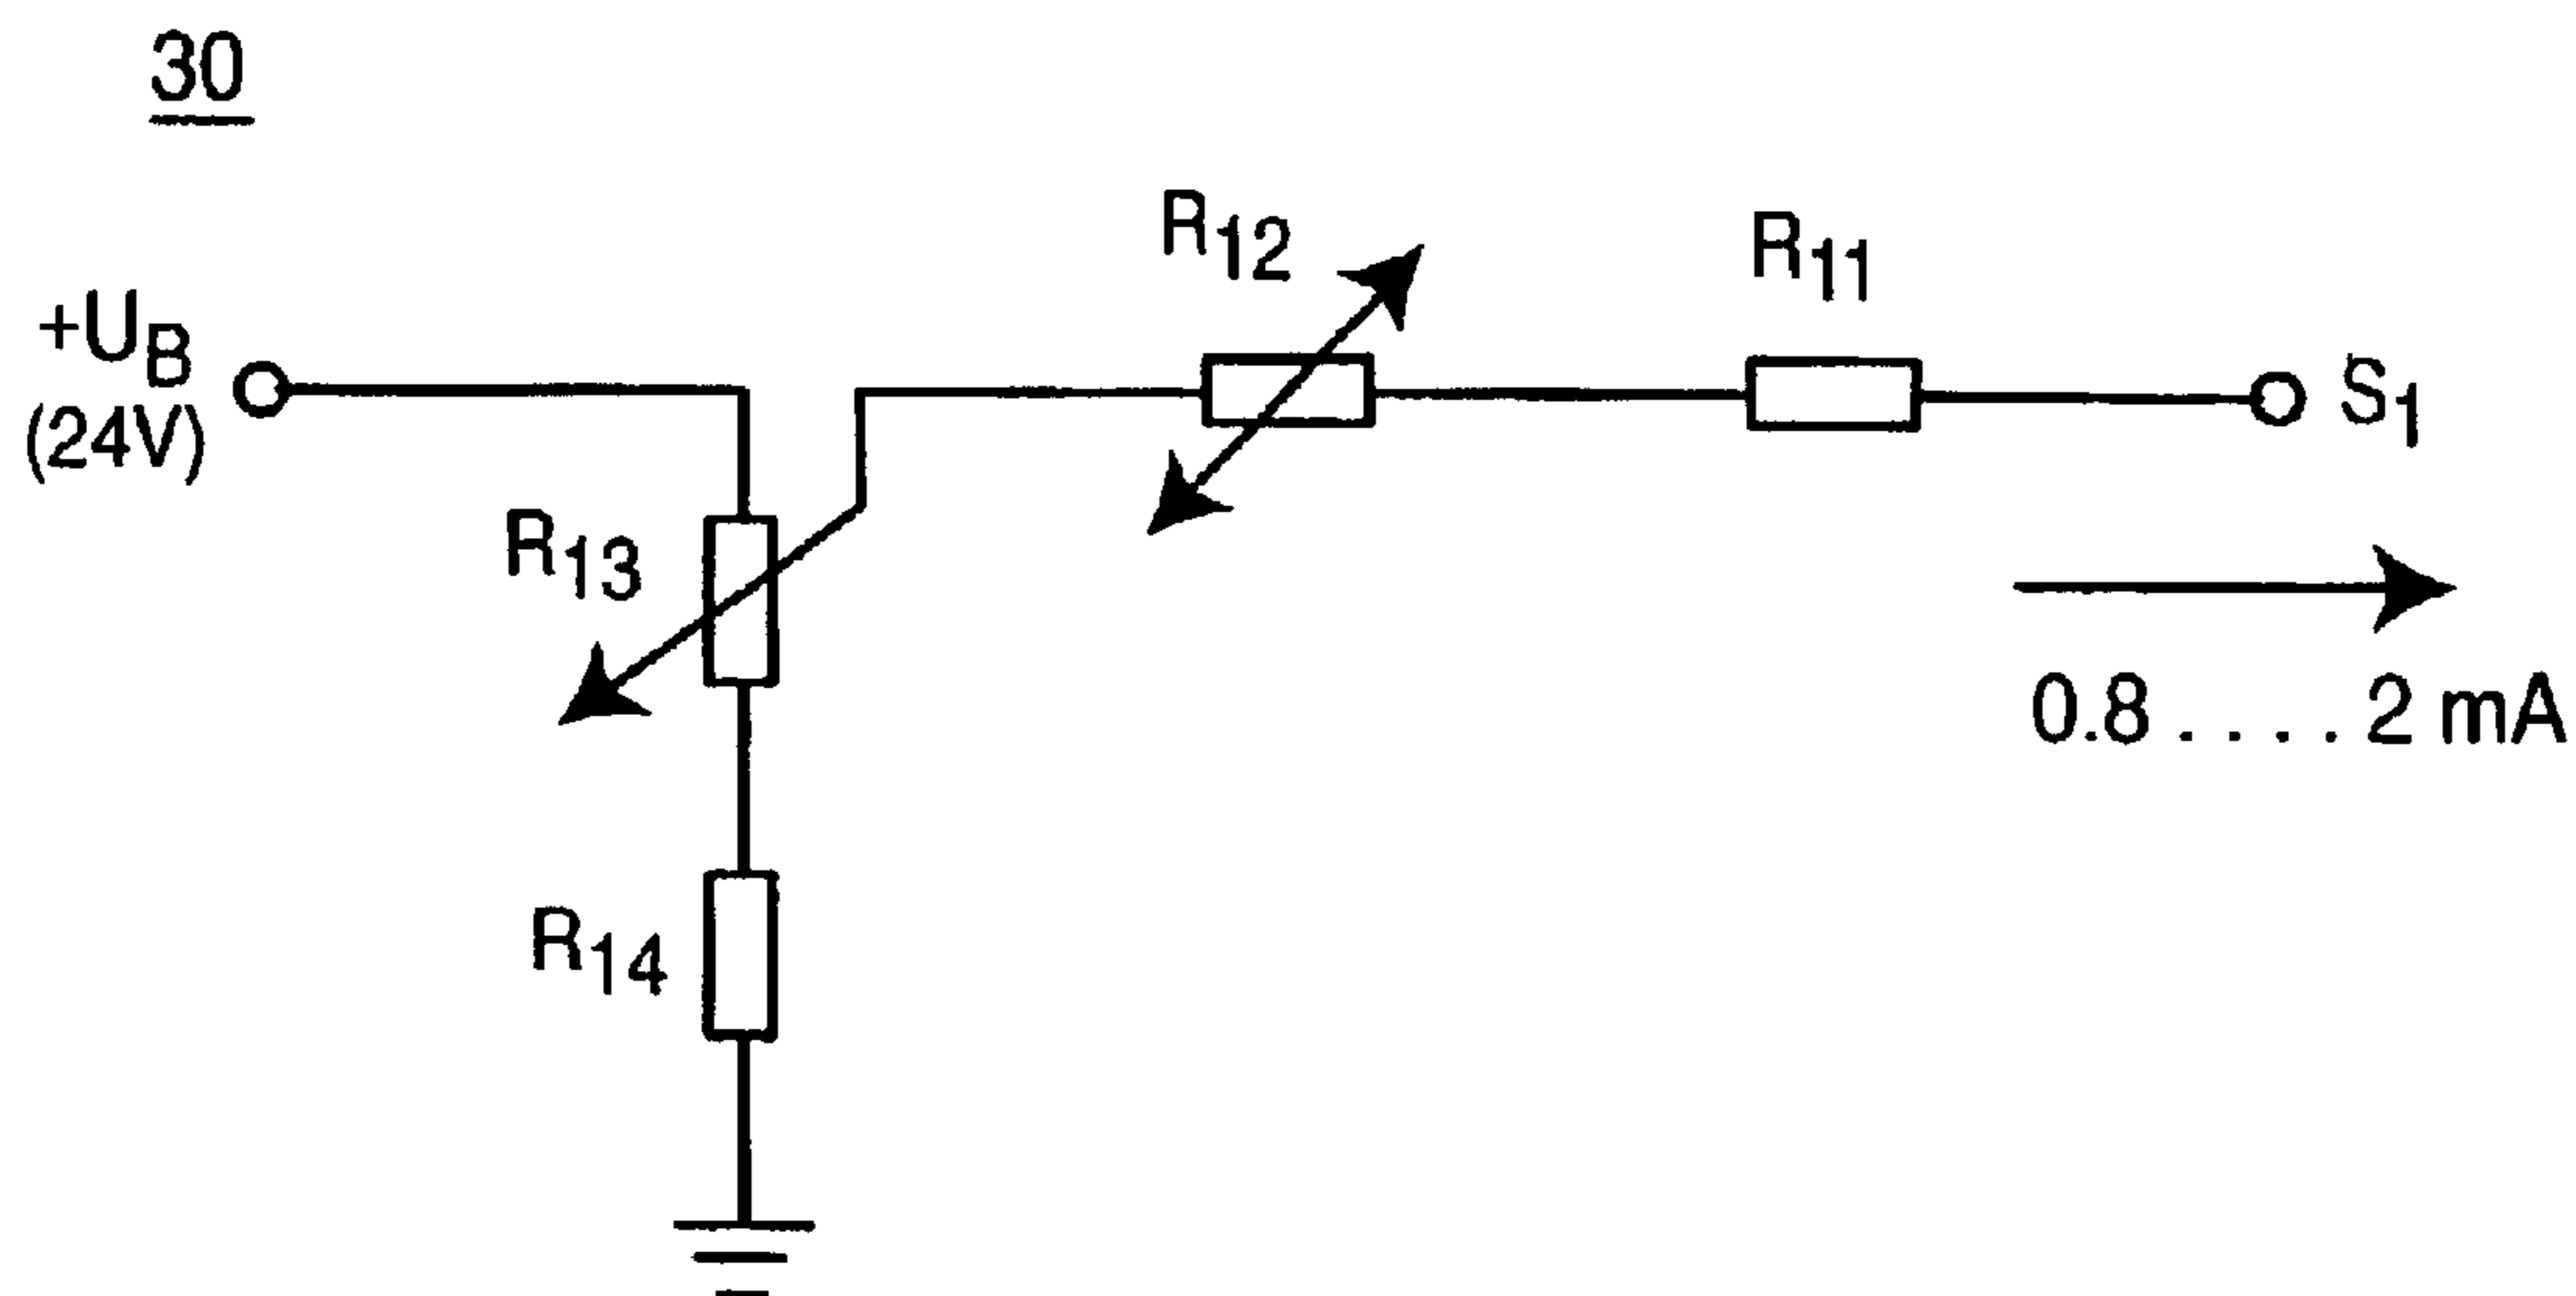 30
R12
R11
+UB
(24V)
S1
R13
0.8 . . . . 2 mA
R14